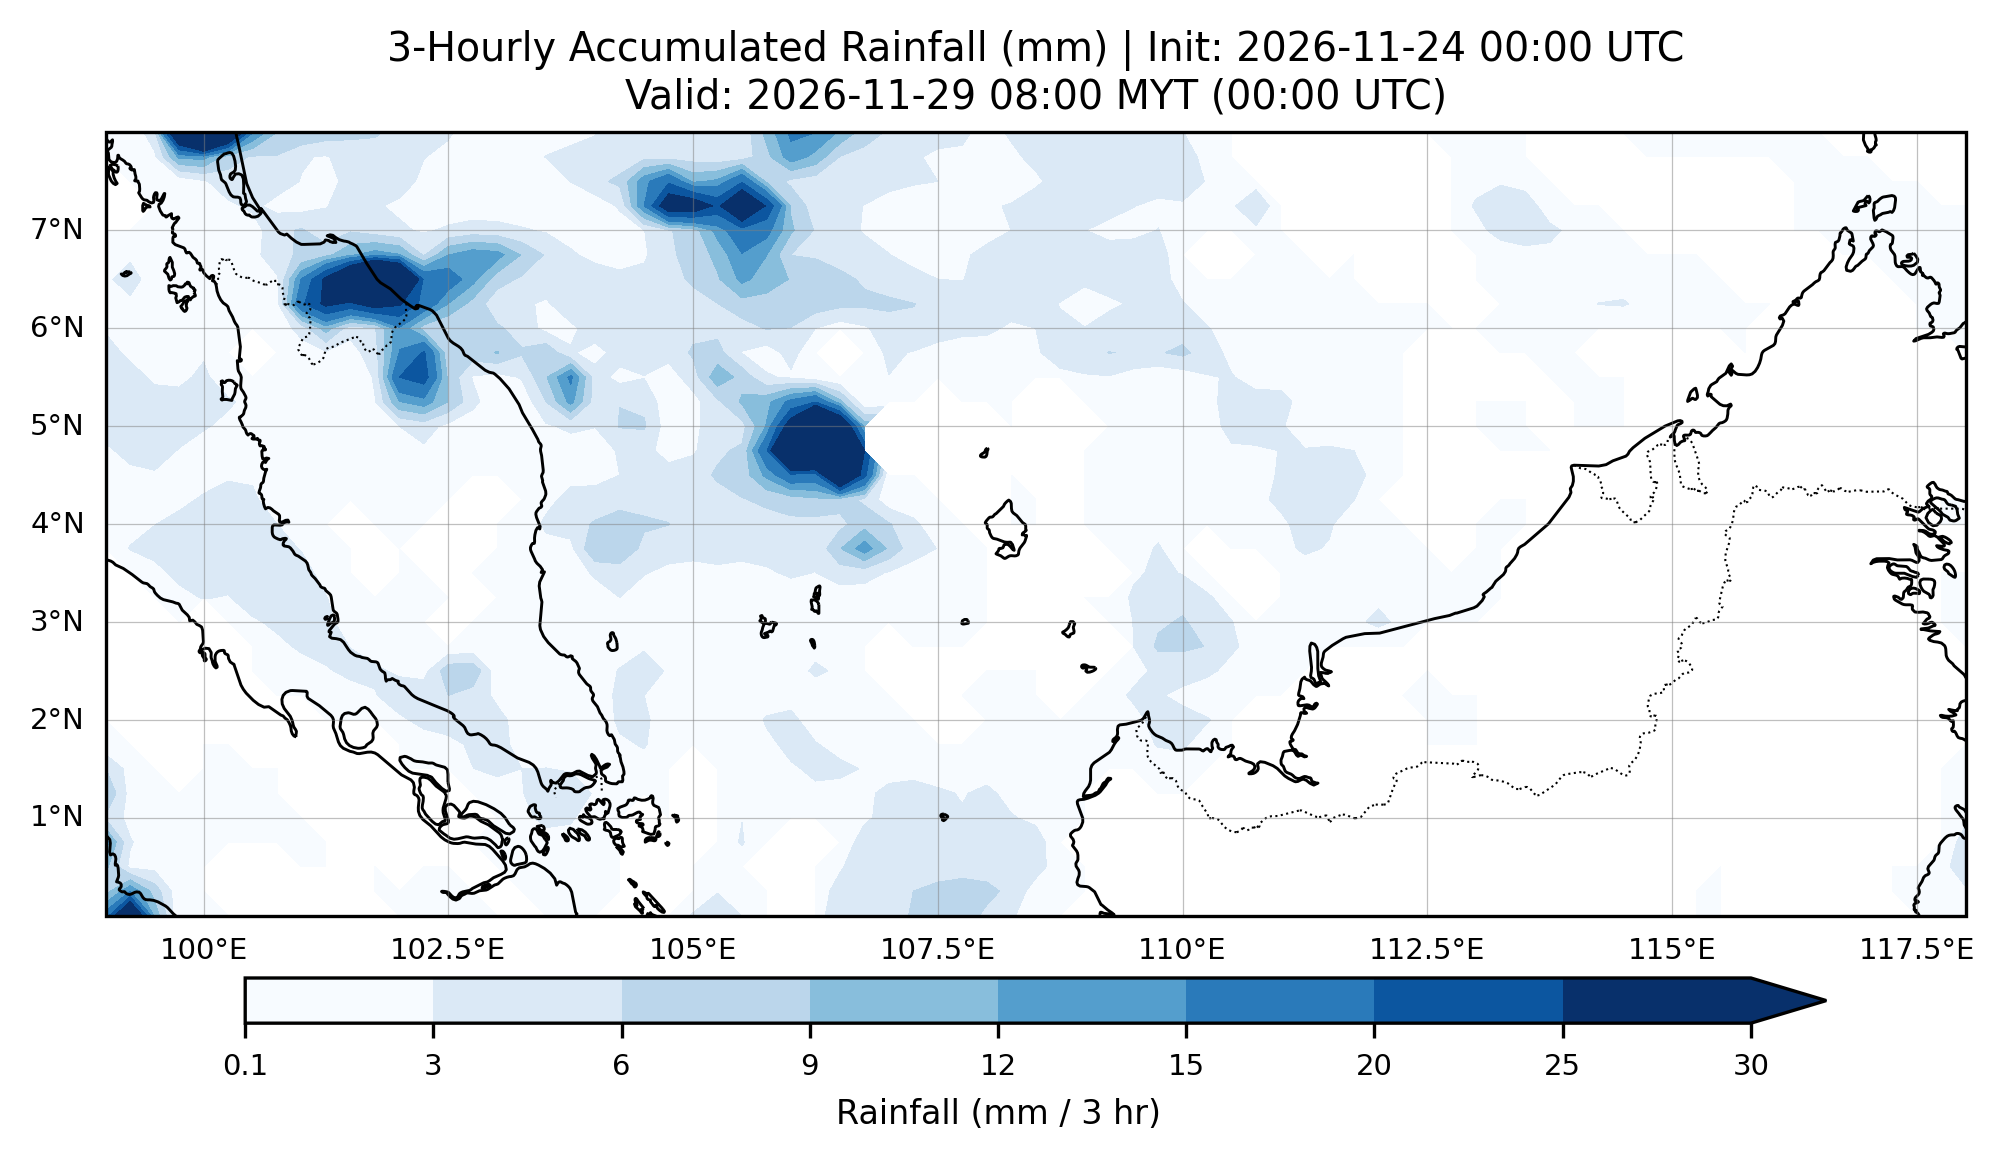 3-Hourly Accumulated Rainfall (mm) | Init: 2026-11-24 00:00 UTC
Valid: 2026-11-29 08:00 MYT (00:00 UTC)
7°N
6°N
5°N
4°N
3°N
2°N
1°N
100°E 102.5°E 105°E 107.5°E 110°E 112.5°E 115°E 117.5°E
0.1 3 6 9 12 15 20 25 30
Rainfall (mm / 3 hr)